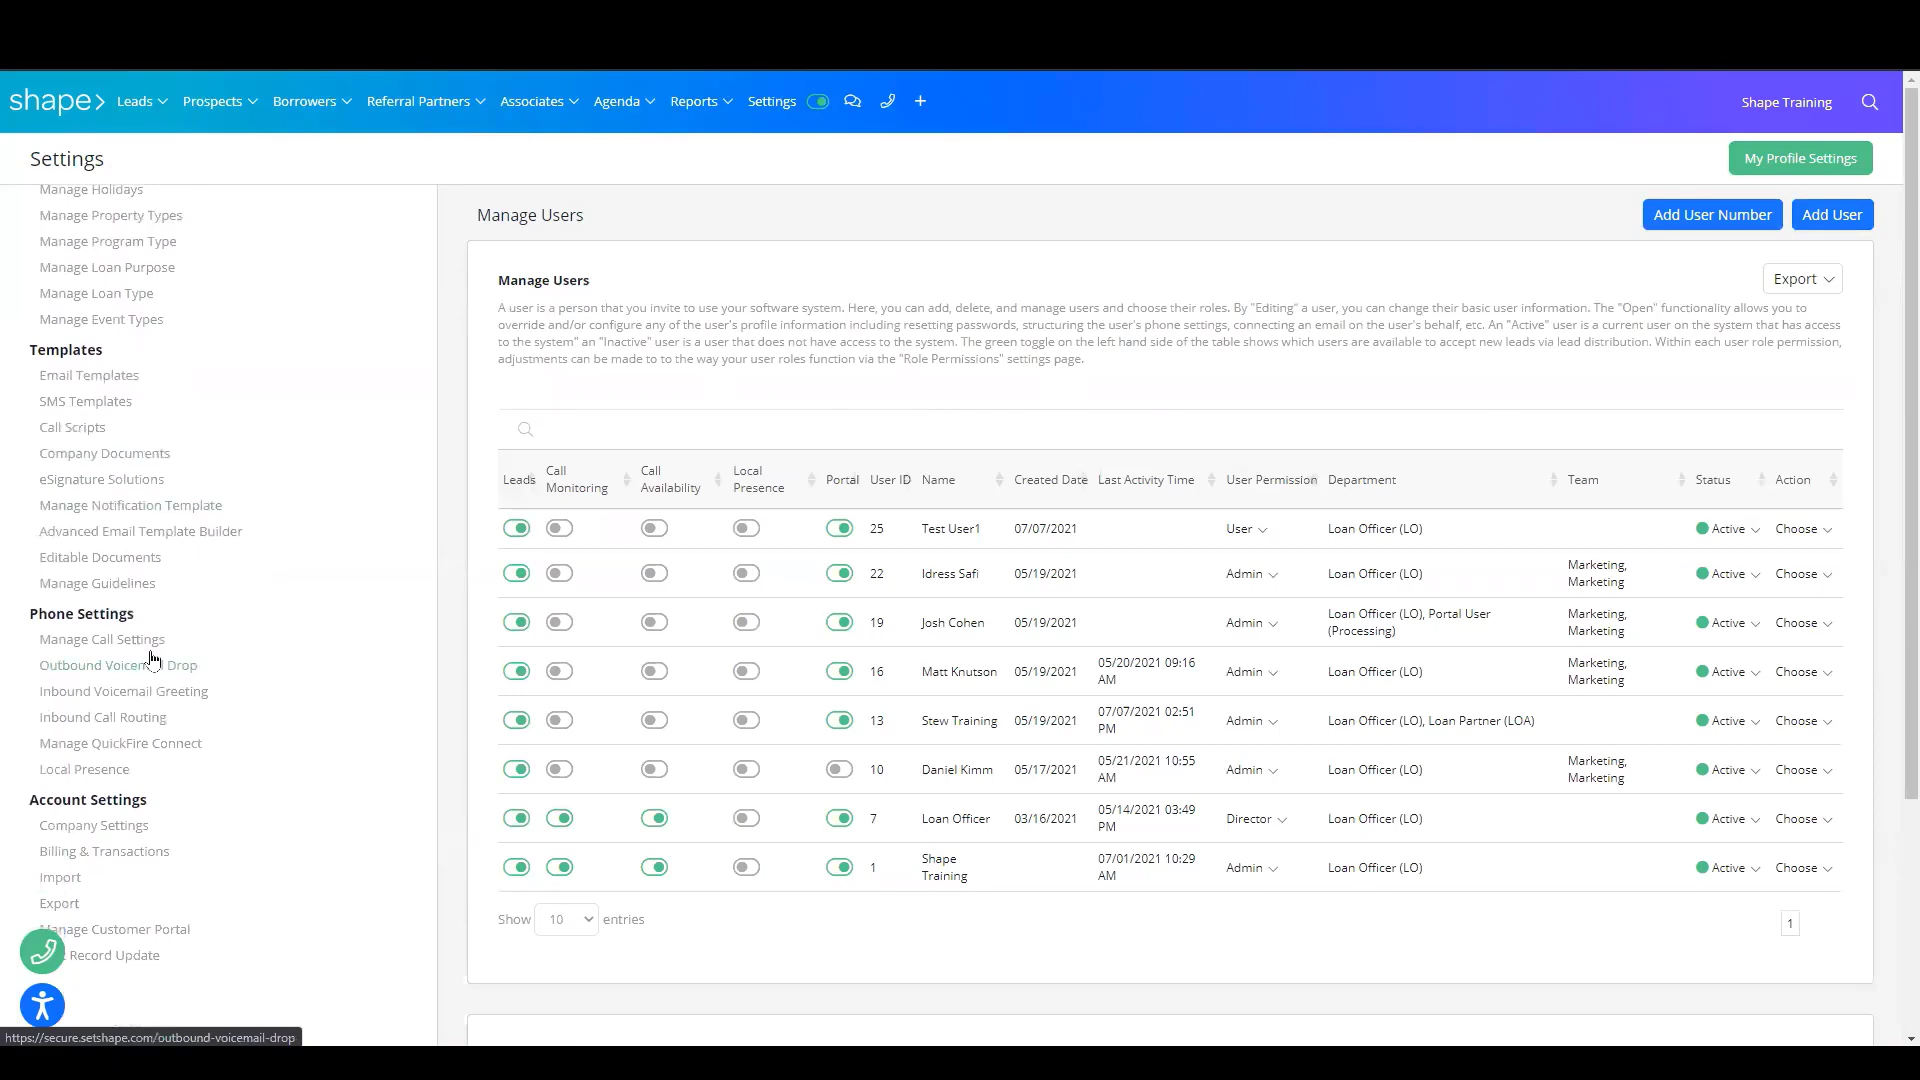 shape> Leads Prospects Borrowers Referral Partners Associates Agenda Reports Settings Shape Training
Settings
My Profile Settings
Manage Holidays
Manage Property Types
Manage Program Type
Manage Loan Purpose
Manage Loan Type
Manage Event Types
Templates
Email Templates
SMS Templates
Call Scripts
Company Documents
eSignature Solutions
Manage Notification Template
Advanced Email Template Builder
Editable Documents
Manage Guidelines
Phone Settings
Manage Call Settings
Outbound Voicemail Drop
Inbound Voicemail Greeting
Inbound Call Routing
Manage QuickFire Connect
Local Presence
Account Settings
Company Settings
Billing & Transactions
Import
Export
Manage Customer Portal
Record Update
https://secure.setshape.com/outbound-voicemail-drop
Manage Users
Add User Number
Add User
Manage Users
Export
A user is a person that you invite to use your software system. Here, you can add, delete, and manage users and choose their roles. By "Editing" a user, you can change their basic user information. The "Open" functionality allows you to
override and/or configure any of the user's profile information including resetting passwords, structuring the user's phone settings, connecting an email on the user's behalf, etc. An "Active" user is a current user on the system that has access
to the system" an "Inactive" user is a user that does not have access to the system. The green toggle on the left hand side of the table shows which users are available to accept new leads via lead distribution. Within each user role permission,
adjustments can be made to to the way your user roles function via the "Role Permissions" settings page.
Leads Call Monitoring Call Availability Local Presence Portal User ID Name Created Date Last Activity Time User Permission Department Team Status Action
25 Test User1 07/07/2021 User Loan Officer (LO) Active Choose
22 Idress Safi 05/19/2021 Admin Loan Officer (LO) Marketing, Marketing Active Choose
19 Josh Cohen 05/19/2021 Admin Loan Officer (LO), Portal User (Processing) Marketing, Marketing Active Choose
16 Matt Knutson 05/19/2021 05/20/2021 09:16 AM Admin Loan Officer (LO) Marketing, Marketing Active Choose
13 Stew Training 05/19/2021 07/07/2021 02:51 PM Admin Loan Officer (LO), Loan Partner (LOA) Active Choose
10 Daniel Kimm 05/17/2021 05/21/2021 10:55 AM Admin Loan Officer (LO) Marketing, Marketing Active Choose
7 Loan Officer 03/16/2021 05/14/2021 03:49 PM Director Loan Officer (LO) Active Choose
1 Shape Training 07/01/2021 10:29 AM Admin Loan Officer (LO) Active Choose
Show 10 entries
1